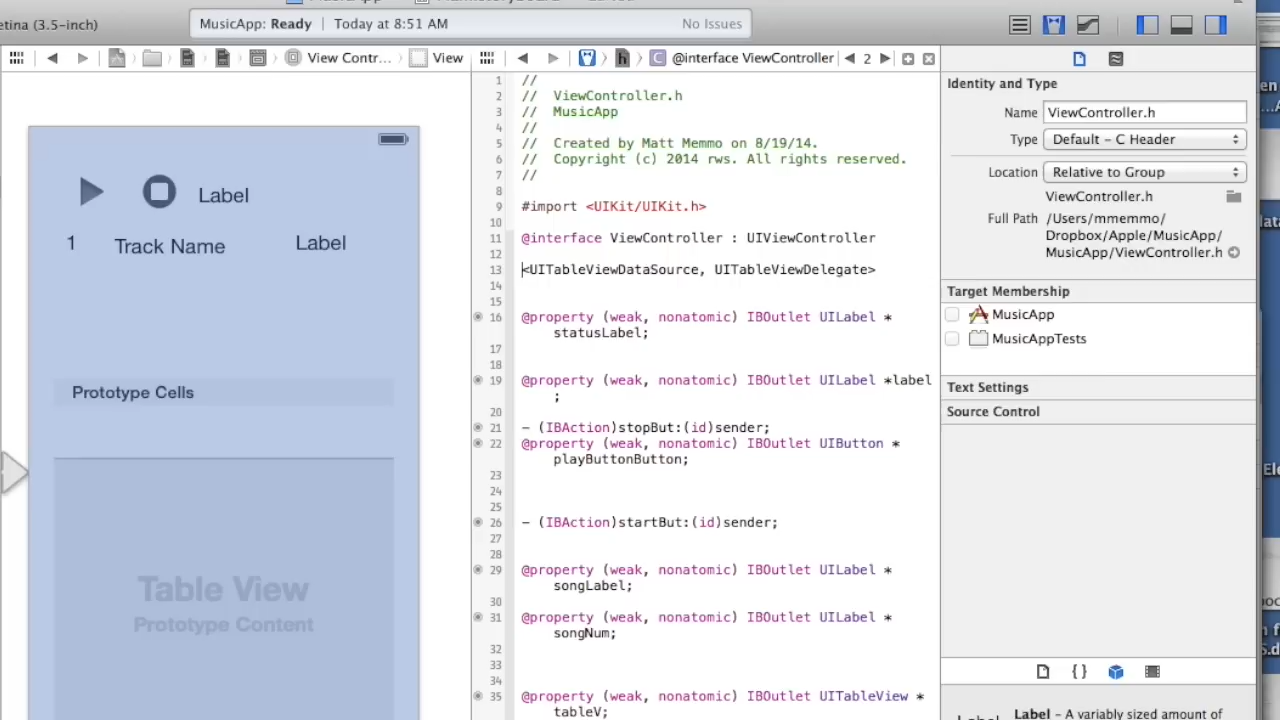 etina (3.5-inch)
MusicApp: Ready | Today at 8:51 AM
No Issues
View Contr...
View
@interface ViewController
2
Label
1
Track Name
Label
Prototype Cells
Table View
Prototype Content
1 //
2 //  ViewController.h
3 //  MusicApp
4 //
5 //  Created by Matt Memmo on 8/19/14.
6 //  Copyright (c) 2014 rws. All rights reserved.
7 //
8
9 #import <UIKit/UIKit.h>
10
11 @interface ViewController : UIViewController
12
13 <UITableViewDataSource, UITableViewDelegate>
14
15
16 @property (weak, nonatomic) IBOutlet UILabel *
statusLabel;
17
18
19 @property (weak, nonatomic) IBOutlet UILabel *label
;
20
21 - (IBAction)stopBut:(id)sender;
22 @property (weak, nonatomic) IBOutlet UIButton *
playButtonButton;
23
24
25
26 - (IBAction)startBut:(id)sender;
27
28
29 @property (weak, nonatomic) IBOutlet UILabel *
songLabel;
30
31 @property (weak, nonatomic) IBOutlet UILabel *
songNum;
32
33
34
35 @property (weak, nonatomic) IBOutlet UITableView *
tableV;
Identity and Type
Name ViewController.h
Type Default - C Header
Location Relative to Group
ViewController.h
Full Path /Users/mmemmo/
Dropbox/Apple/MusicApp/
MusicApp/ViewController.h
Target Membership
MusicApp
MusicAppTests
Text Settings
Source Control
{ }
Label
Label - A variably sized amount of